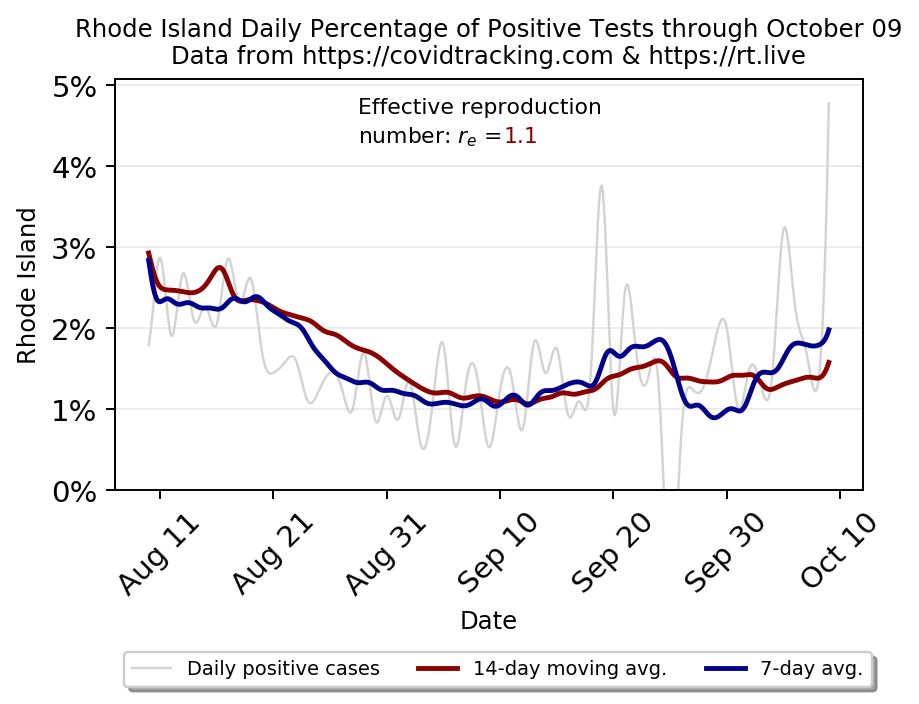 Rhode Island Daily Percentage of Positive Tests through October 09
Data from https://covidtracking.com & https://rt.live
Effective reproduction
number: rₑ =1.1
5%
4%
3%
2%
1%
0%
Rhode Island
Aug 11
Aug 21
Aug 31
Sep 10
Sep 20
Sep 30
Oct 10
Date
Daily positive cases
14-day moving avg.
7-day avg.